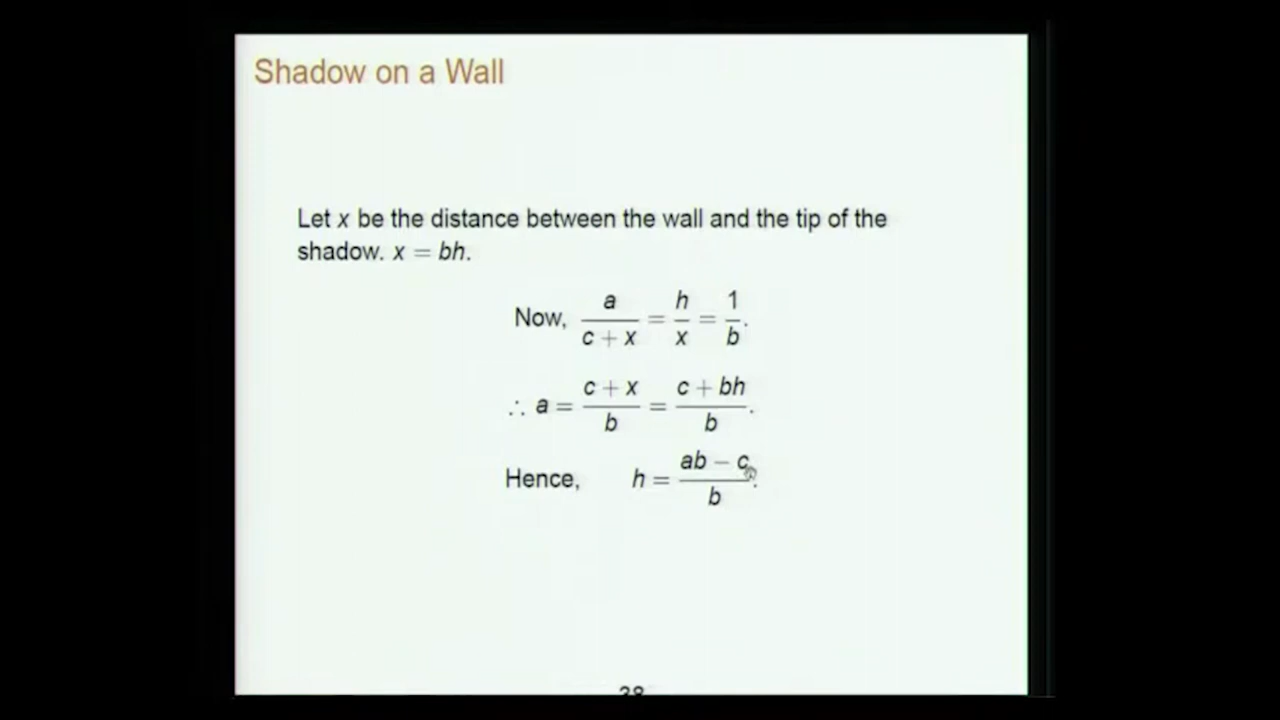 Shadow on a Wall
Let x be the distance between the wall and the tip of the
shadow. x = bh.
Now, a/(c + x) = h/x = 1/b.
∴ a = (c + x)/b = (c + bh)/b.
Hence, h = (ab − c)/b.
38